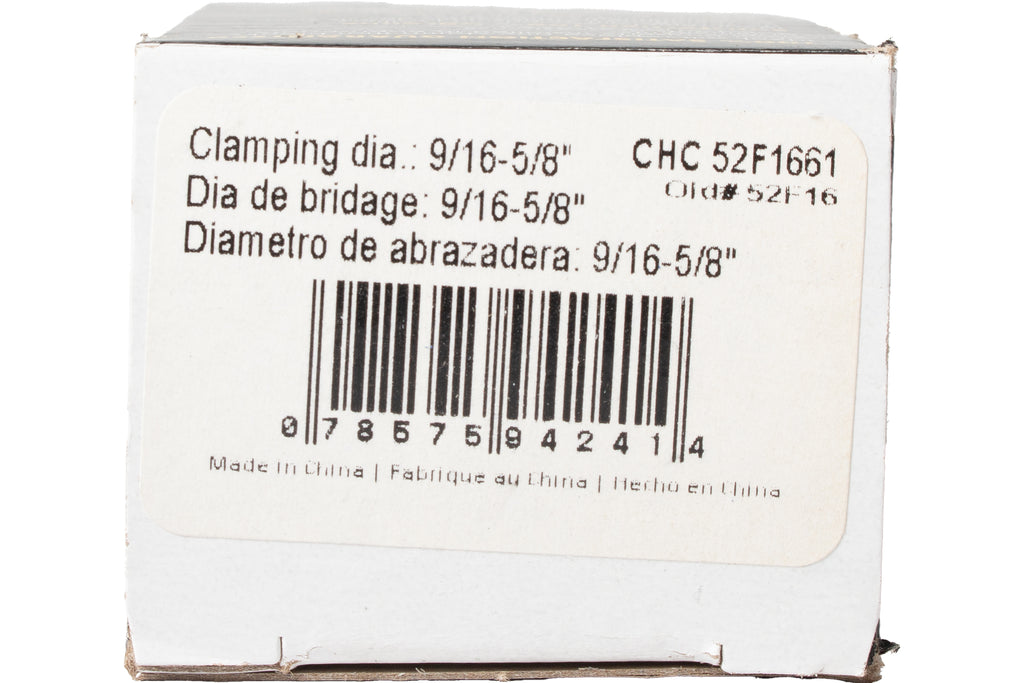 Clamping dia.: 9/16-5/8"
CHC 52F1661
Old# 52F16
Dia de bridage: 9/16-5/8"
Diametro de abrazadera: 9/16-5/8"
0 78575 94241 4
Made in China | Fabrique au China | Hecho en China